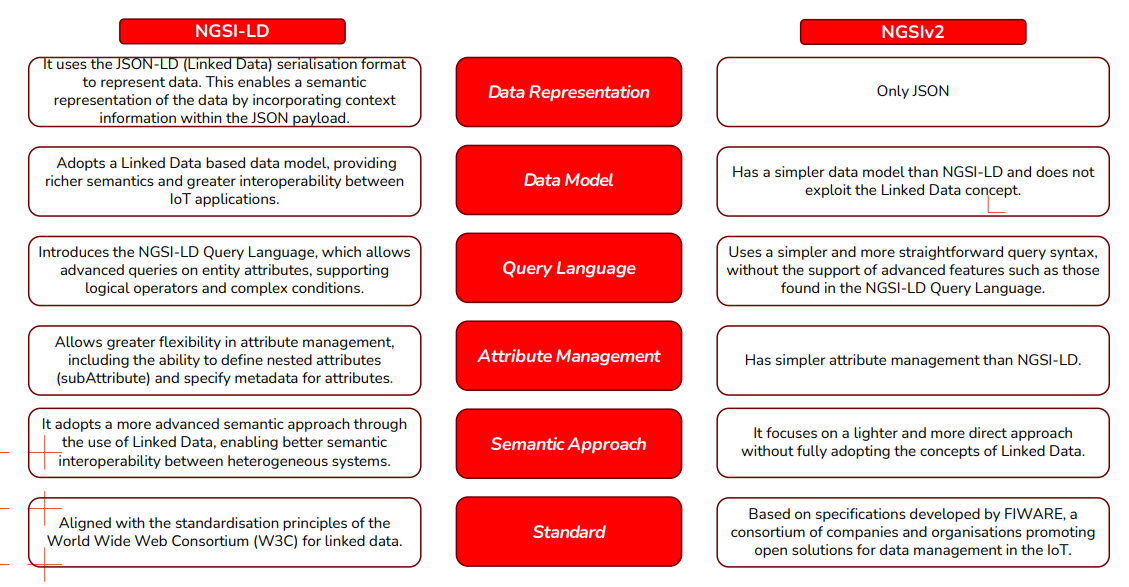 NGSI-LD
NGSIv2
It uses the JSON-LD (Linked Data) serialisation format
to represent data. This enables a semantic
representation of the data by incorporating context
information within the JSON payload.
Data Representation
Only JSON
Adopts a Linked Data based data model, providing
richer semantics and greater interoperability between
IoT applications.
Data Model
Has a simpler data model than NGSI-LD and does not
exploit the Linked Data concept.
Introduces the NGSI-LD Query Language, which allows
advanced queries on entity attributes, supporting
logical operators and complex conditions.
Query Language
Uses a simpler and more straightforward query syntax,
without the support of advanced features such as those
found in the NGSI-LD Query Language.
Allows greater flexibility in attribute management,
including the ability to define nested attributes
(subAttribute) and specify metadata for attributes.
Attribute Management
Has simpler attribute management than NGSI-LD.
It adopts a more advanced semantic approach through
the use of Linked Data, enabling better semantic
interoperability between heterogeneous systems.
Semantic Approach
It focuses on a lighter and more direct approach
without fully adopting the concepts of Linked Data.
Aligned with the standardisation principles of the
World Wide Web Consortium (W3C) for linked data.
Standard
Based on specifications developed by FIWARE, a
consortium of companies and organisations promoting
open solutions for data management in the IoT.